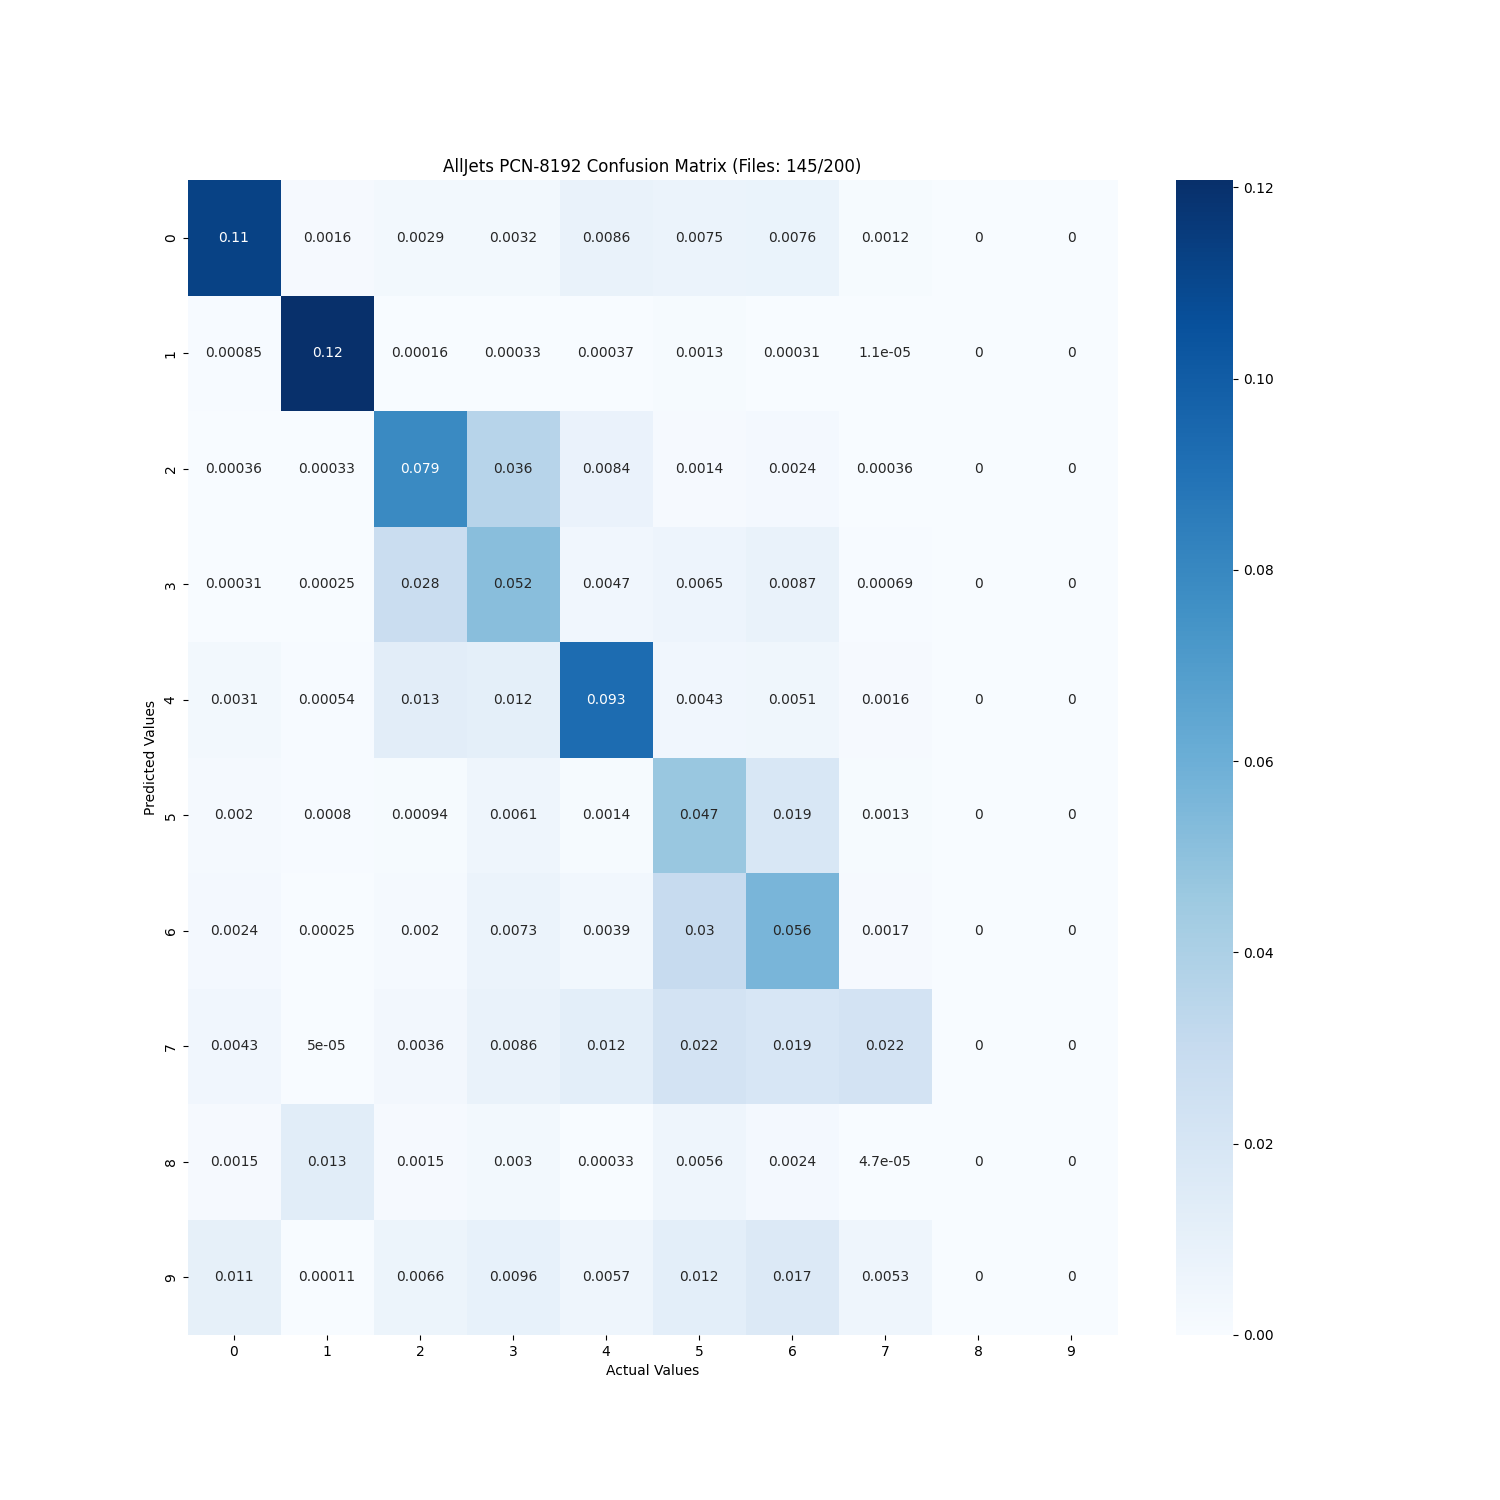 AllJets PCN-8192 Confusion Matrix (Files: 145/200)
0 0.11 0.0016 0.0029 0.0032 0.0086 0.0075 0.0076 0.0012 0 0
1 0.00085 0.12 0.00016 0.00033 0.00037 0.0013 0.00031 1.1e-05 0 0
2 0.00036 0.00033 0.079 0.036 0.0084 0.0014 0.0024 0.00036 0 0
3 0.00031 0.00025 0.028 0.052 0.0047 0.0065 0.0087 0.00069 0 0
4 0.0031 0.00054 0.013 0.012 0.093 0.0043 0.0051 0.0016 0 0
5 0.002 0.0008 0.00094 0.0061 0.0014 0.047 0.019 0.0013 0 0
6 0.0024 0.00025 0.002 0.0073 0.0039 0.03 0.056 0.0017 0 0
7 0.0043 5e-05 0.0036 0.0086 0.012 0.022 0.019 0.022 0 0
8 0.0015 0.013 0.0015 0.003 0.00033 0.0056 0.0024 4.7e-05 0 0
9 0.011 0.00011 0.0066 0.0096 0.0057 0.012 0.017 0.0053 0 0
0 1 2 3 4 5 6 7 8 9
Actual Values
Predicted Values
0.12
0.10
0.08
0.06
0.04
0.02
0.00